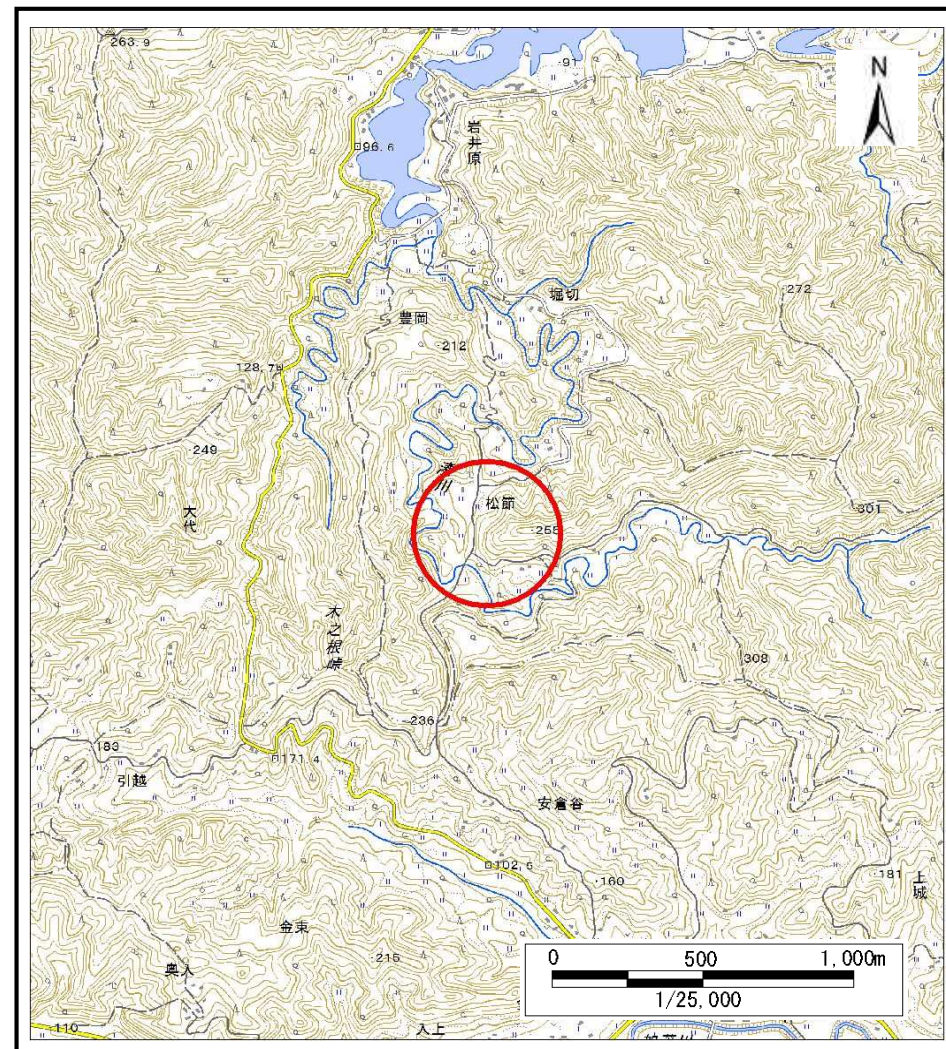 263.9
91
N
岩井原
96.6
堀切
272
豊岡
212
128.7
249
湊川
大代
松節
255
301
木之根峠
308
236
183
171.4
引越
安倉谷
102.5
160
181
上城
金束
215
奥入
110
入上
0 500 1,000m
1/25,000